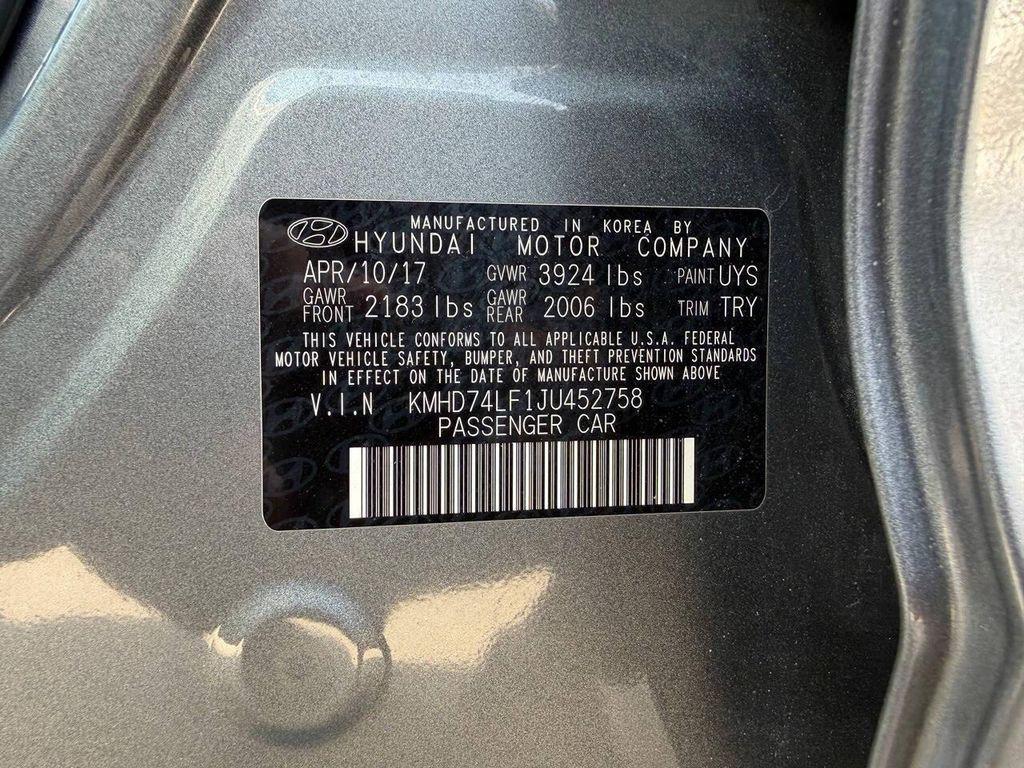 MANUFACTURED IN KOREA BY
HYUNDAI MOTOR COMPANY
APR/10/17 GVWR 3924 lbs PAINT UYS
GAWR FRONT 2183 lbs GAWR REAR 2006 lbs TRIM TRY
THIS VEHICLE CONFORMS TO ALL APPLICABLE U.S.A. FEDERAL
MOTOR VEHICLE SAFETY, BUMPER, AND THEFT PREVENTION STANDARDS
IN EFFECT ON THE DATE OF MANUFACTURE SHOWN ABOVE
V.I.N KMHD74LF1JU452758
PASSENGER CAR